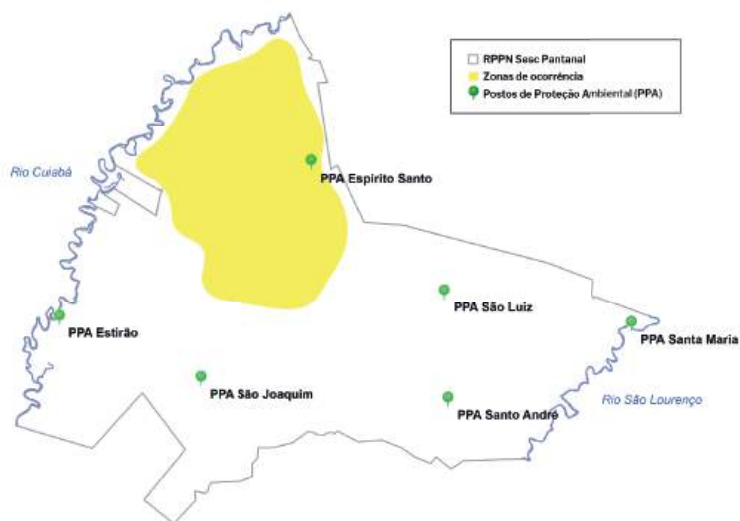 RPPN Sesc Pantanal
Zonas de ocorrência
Postos de Proteção Ambiental (PPA)
Rio Cuiabá
PPA Espirito Santo
PPA São Luiz
PPA Estirão
PPA Santa Maria
PPA São Joaquim
PPA Santo André
Rio São Lourenço